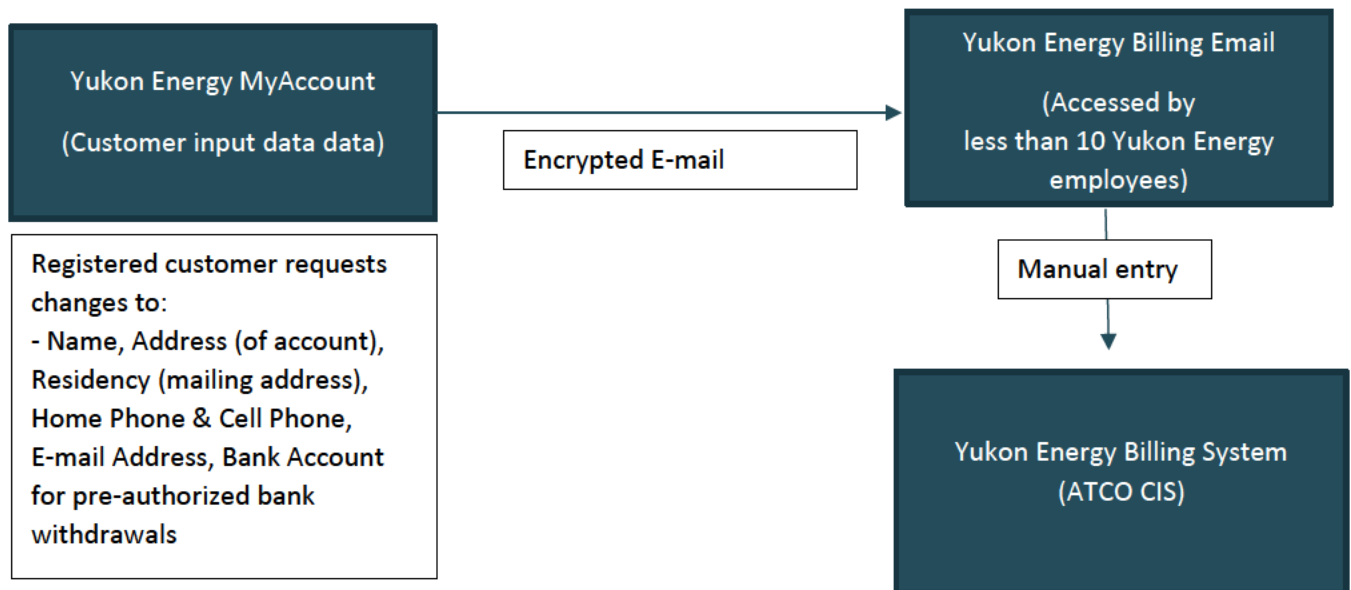 Yukon Energy MyAccount
(Customer input data data)
Registered customer requests
changes to:
- Name, Address (of account),
Residency (mailing address),
Home Phone & Cell Phone,
E-mail Address, Bank Account
for pre-authorized bank
withdrawals
Encrypted E-mail
Yukon Energy Billing Email
(Accessed by
less than 10 Yukon Energy
employees)
Manual entry
Yukon Energy Billing System
(ATCO CIS)